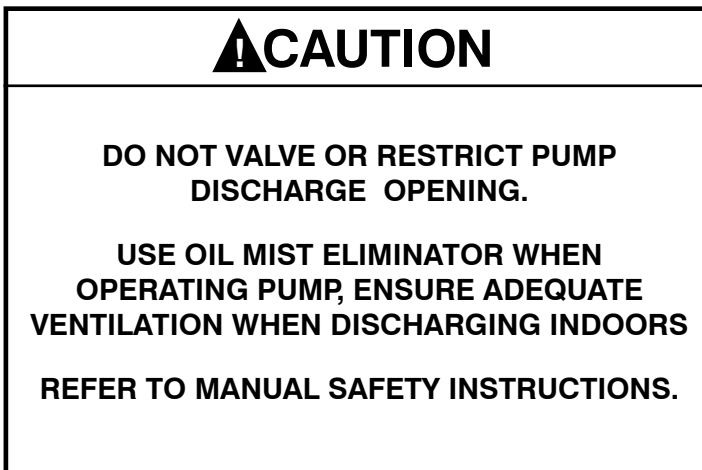 CAUTION
DO NOT VALVE OR RESTRICT PUMP
DISCHARGE OPENING.
USE OIL MIST ELIMINATOR WHEN
OPERATING PUMP, ENSURE ADEQUATE
VENTILATION WHEN DISCHARGING INDOORS
REFER TO MANUAL SAFETY INSTRUCTIONS.